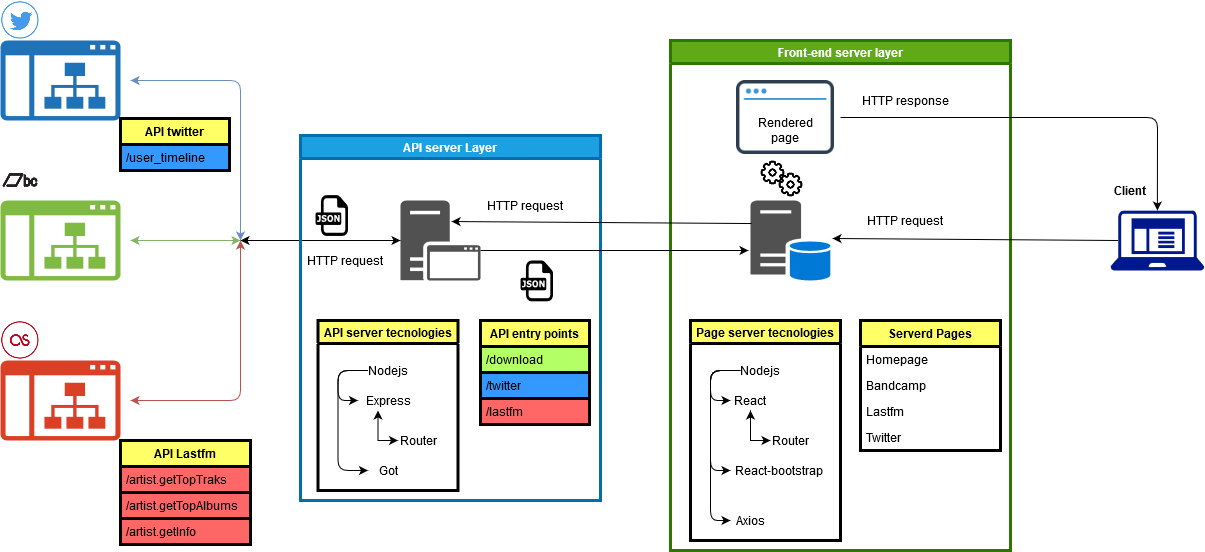 API twitter
/user_timeline
bc
API Lastfm
/artist.getTopTraks
/artist.getTopAlbums
/artist.getInfo
API server Layer
JSON
HTTP request
HTTP request
JSON
API server tecnologies
Nodejs
Express
Router
Got
API entry points
/download
/twitter
/lastfm
Front-end server layer
Rendered
page
HTTP response
HTTP request
Client
Page server tecnologies
Nodejs
React
Router
React-bootstrap
Axios
Serverd Pages
Homepage
Bandcamp
Lastfm
Twitter